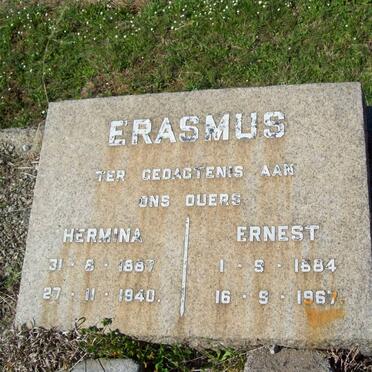 ERASMUS
TER GEDAGTENIS AAN
ONS OUERS
HERMINA
31 · 8 · 1887
27 · 11 · 1940.
ERNEST
1 · 9 · 1884
16 · 9 · 1967.